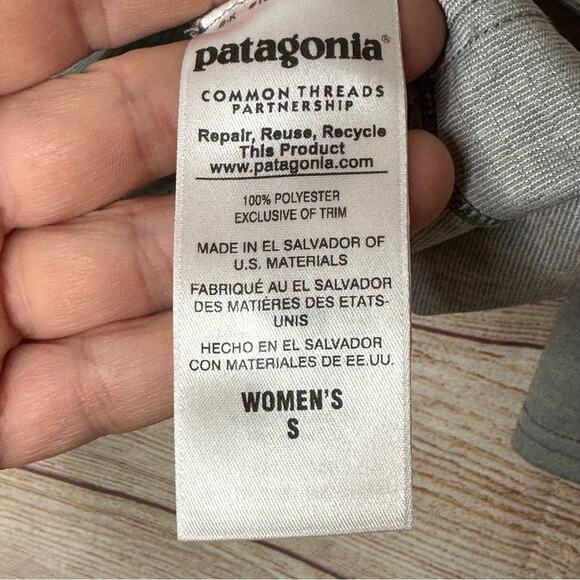 patagonia®
COMMON THREADS
PARTNERSHIP
Repair, Reuse, Recycle
This Product
www.patagonia.com
100% POLYESTER
EXCLUSIVE OF TRIM
MADE IN EL SALVADOR OF
U.S. MATERIALS
FABRIQUÉ AU EL SALVADOR
DES MATIÈRES DES ETATS-
UNIS
HECHO EN EL SALVADOR
CON MATERIALES DE EE.UU.
WOMEN'S
S